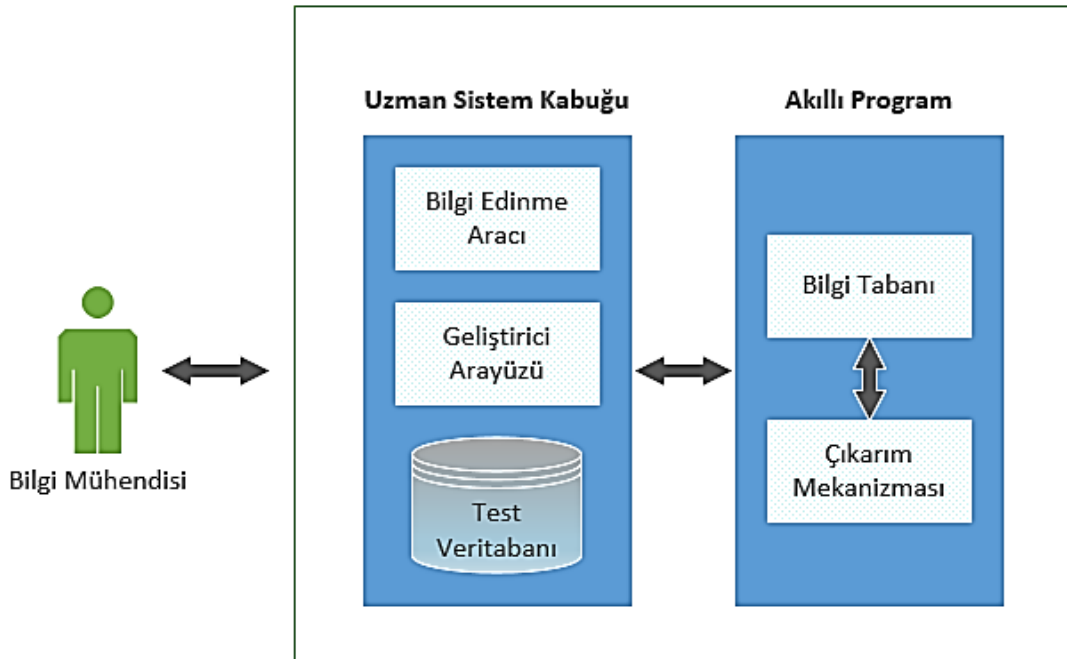 Uzman Sistem Kabuğu
Akıllı Program
Bilgi Edinme
Aracı
Geliştirici
Arayüzü
Test
Veritabanı
Bilgi Tabanı
Çıkarım
Mekanizması
Bilgi Mühendisi